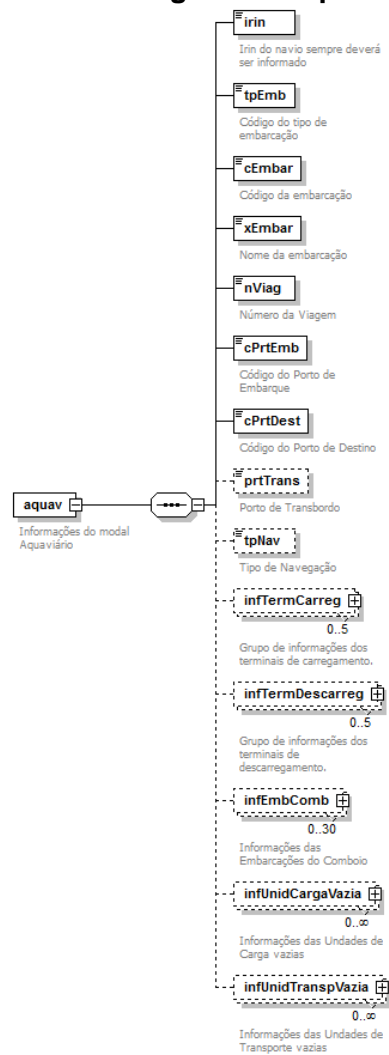 irin
Irin do navio sempre deverá
ser informado
tpEmb
Código do tipo de
embarcação
cEmbar
Código da embarcação
xEmbar
Nome da embarcação
nViag
Número da Viagem
cPrtEmb
Código do Porto de
Embarque
cPrtDest
Código do Porto de Destino
prtTrans
Porto de Transbordo
aquav
Informações do modal
Aquaviário
tpNav
Tipo de Navegação
infTermCarreg
0..5
Grupo de informações dos
terminais de carregamento.
infTermDescarreg
0..5
Grupo de informações dos
terminais de
descarregamento.
infEmbComb
0..30
Informações das
Embarcações do Comboio
infUnidCargaVazia
0..∞
Informações das Undades de
Carga vazias
infUnidTranspVazia
0..∞
Informações das Undades de
Transporte vazias